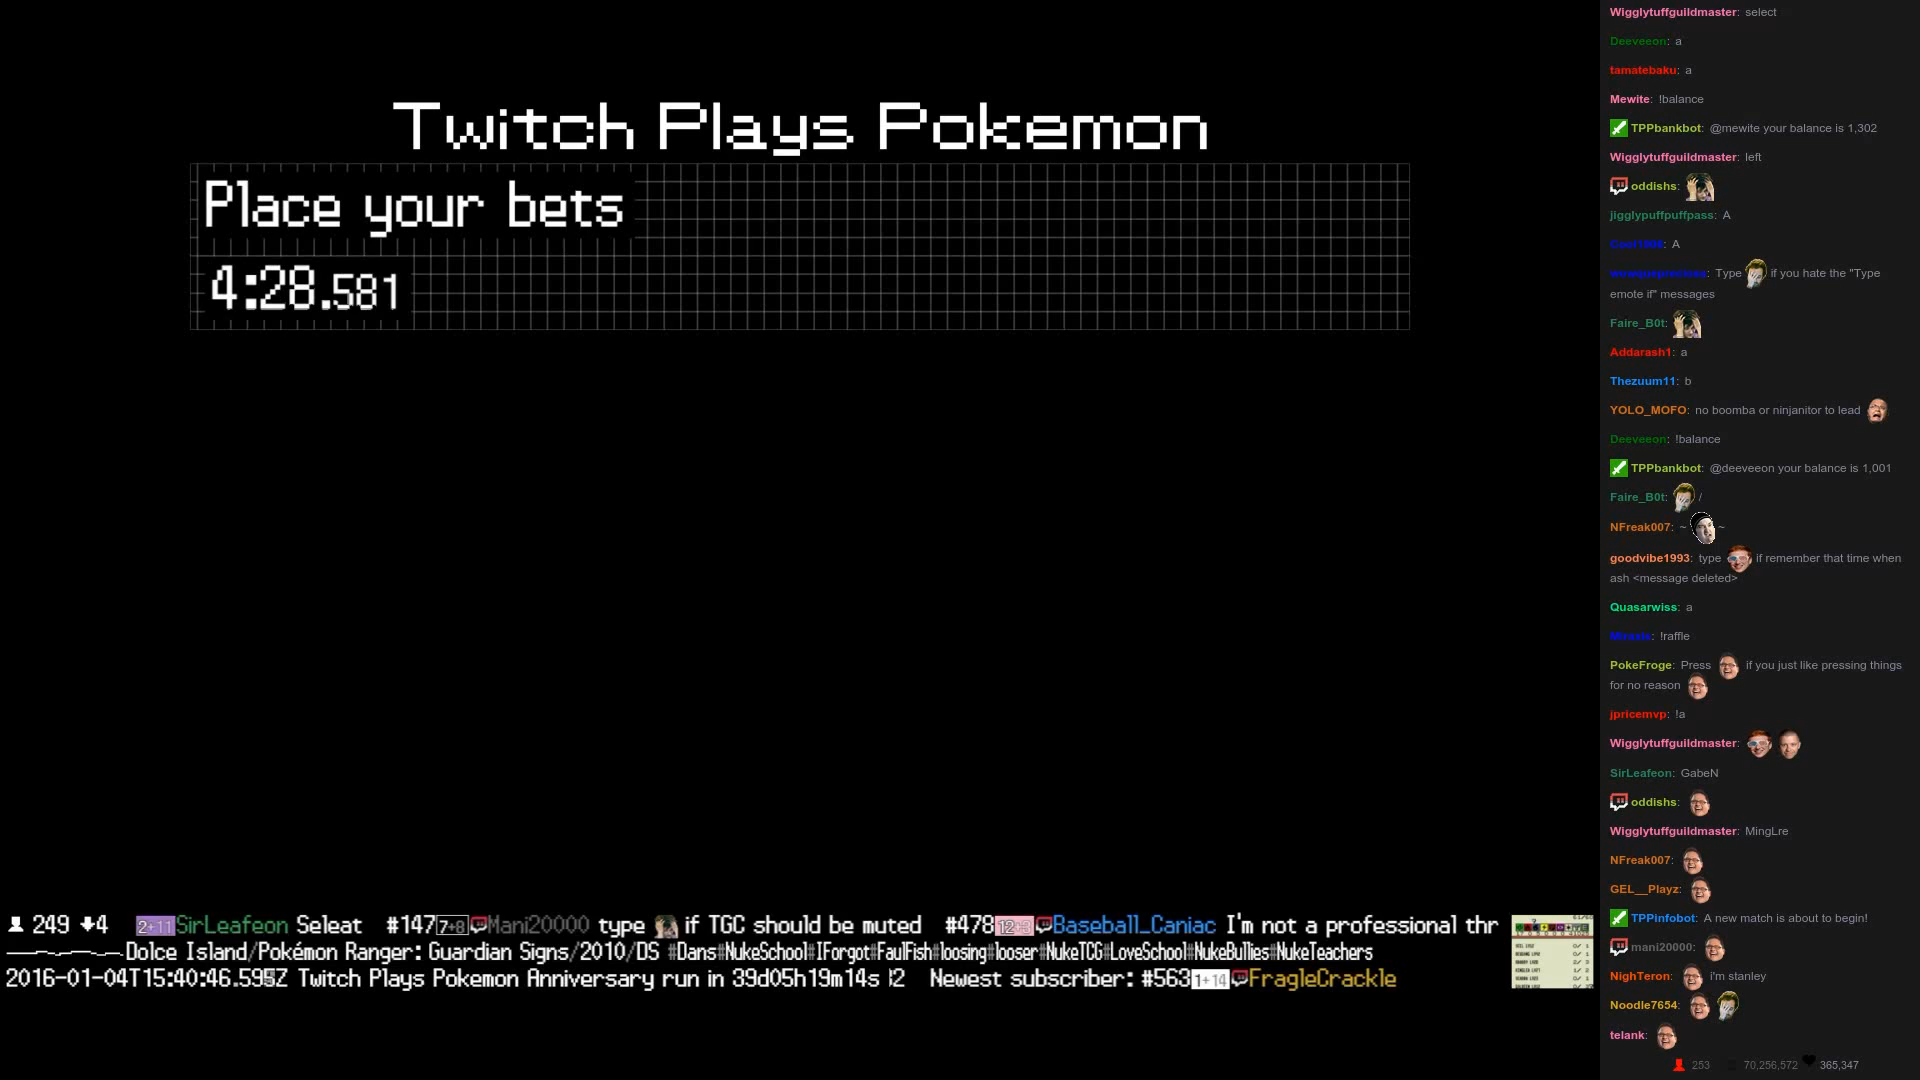 Twitch Plays Pokemon
Place your bets
4:28.581
249 4 2+11 SirLeafeon Seleat #147 7+8 Mani20000 type if TGC should be muted #478 12+3 Baseball_Caniac I'm not a professional thr
Dolce Island/Pokémon Ranger: Guardian Signs/2010/DS #Dans#NukeSchool#IForgot#FaulFish#loosing#looser#NukeTCG#LoveSchool#NukeBullies#NukeTeachers
Twitch Plays Pokemon Anniversary run in 39d05h19m14s Newest subscriber: #563 1+14 FragleCrackle
Wigglytuffguildmaster: select
Deeveeon: a
tamatebaku: a
Mewite: !balance
TPPbankbot: @mewite your balance is 1,302
Wigglytuffguildmaster: left
oddishs:
jigglypuffpuffpass: A
: A
: Type if you hate the "Type
emote if" messages
Faire_B0t:
Addarash1: a
Thezuum11: b
YOLO_MOFO: no boomba or ninjanitor to lead
Deeveeon: !balance
TPPbankbot: @deeveeon your balance is 1,001
Faire_B0t: /
NFreak007: ~ ~
goodvibe1993: type if remember that time when
ash <message deleted>
Quasarwiss: a
: !raffle
PokeFroge: Press if you just like pressing things
for no reason
jpricemvp: !a
Wigglytuffguildmaster:
SirLeafeon: GabeN
oddishs:
Wigglytuffguildmaster: MingLre
NFreak007:
GEL__Playz:
TPPinfobot: A new match is about to begin!
mani20000:
NighTeron: i'm stanley
Noodle7654:
telank:
253 70,256,572 365,347